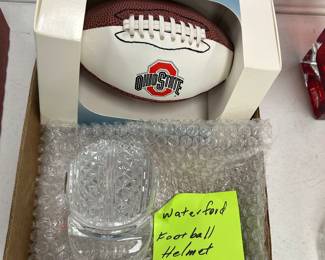 OHIO STATE
Waterford
Football
Helmet